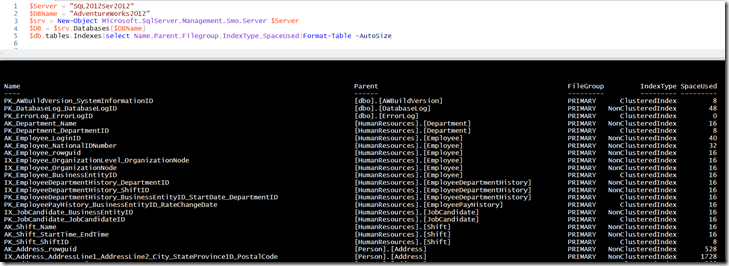 1 $Server = "SQL2012Ser2012"
2 $DBName = "AdventureWorks2012"
3 $srv = New-Object Microsoft.SqlServer.Management.Smo.Server $Server
4 $DB = $srv.Databases[$DBName]
5 $db.tables.Indexes|select Name,Parent,Filegroup,IndexType,SpaceUsed|Format-Table -AutoSize
6
Name Parent FileGroup IndexType SpaceUsed
---- ------ --------- --------- ---------
PK_AWBuildVersion_SystemInformationID [dbo].[AWBuildVersion] PRIMARY ClusteredIndex 8
PK_DatabaseLog_DatabaseLogID [dbo].[DatabaseLog] PRIMARY NonClusteredIndex 48
PK_ErrorLog_ErrorLogID [dbo].[ErrorLog] PRIMARY ClusteredIndex 0
AK_Department_Name [HumanResources].[Department] PRIMARY NonClusteredIndex 16
PK_Department_DepartmentID [HumanResources].[Department] PRIMARY ClusteredIndex 8
AK_Employee_LoginID [HumanResources].[Employee] PRIMARY NonClusteredIndex 40
AK_Employee_NationalIDNumber [HumanResources].[Employee] PRIMARY NonClusteredIndex 32
AK_Employee_rowguid [HumanResources].[Employee] PRIMARY NonClusteredIndex 16
IX_Employee_OrganizationLevel_OrganizationNode [HumanResources].[Employee] PRIMARY NonClusteredIndex 16
IX_Employee_OrganizationNode [HumanResources].[Employee] PRIMARY NonClusteredIndex 16
PK_Employee_BusinessEntityID [HumanResources].[Employee] PRIMARY ClusteredIndex 16
IX_EmployeeDepartmentHistory_DepartmentID [HumanResources].[EmployeeDepartmentHistory] PRIMARY NonClusteredIndex 16
IX_EmployeeDepartmentHistory_ShiftID [HumanResources].[EmployeeDepartmentHistory] PRIMARY NonClusteredIndex 16
PK_EmployeeDepartmentHistory_BusinessEntityID_StartDate_DepartmentID [HumanResources].[EmployeeDepartmentHistory] PRIMARY ClusteredIndex 16
PK_EmployeePayHistory_BusinessEntityID_RateChangeDate [HumanResources].[EmployeePayHistory] PRIMARY ClusteredIndex 16
IX_JobCandidate_BusinessEntityID [HumanResources].[JobCandidate] PRIMARY NonClusteredIndex 16
PK_JobCandidate_JobCandidateID [HumanResources].[JobCandidate] PRIMARY ClusteredIndex 16
AK_Shift_Name [HumanResources].[Shift] PRIMARY NonClusteredIndex 16
AK_Shift_StartTime_EndTime [HumanResources].[Shift] PRIMARY NonClusteredIndex 16
PK_Shift_ShiftID [HumanResources].[Shift] PRIMARY ClusteredIndex 8
AK_Address_rowguid [Person].[Address] PRIMARY NonClusteredIndex 528
IX_Address_AddressLine1_AddressLine2_City_StateProvinceID_PostalCode [Person].[Address] PRIMARY NonClusteredIndex 1728